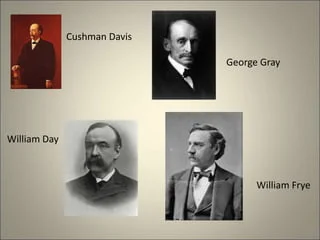 Cushman Davis
George Gray
William Day
William Frye